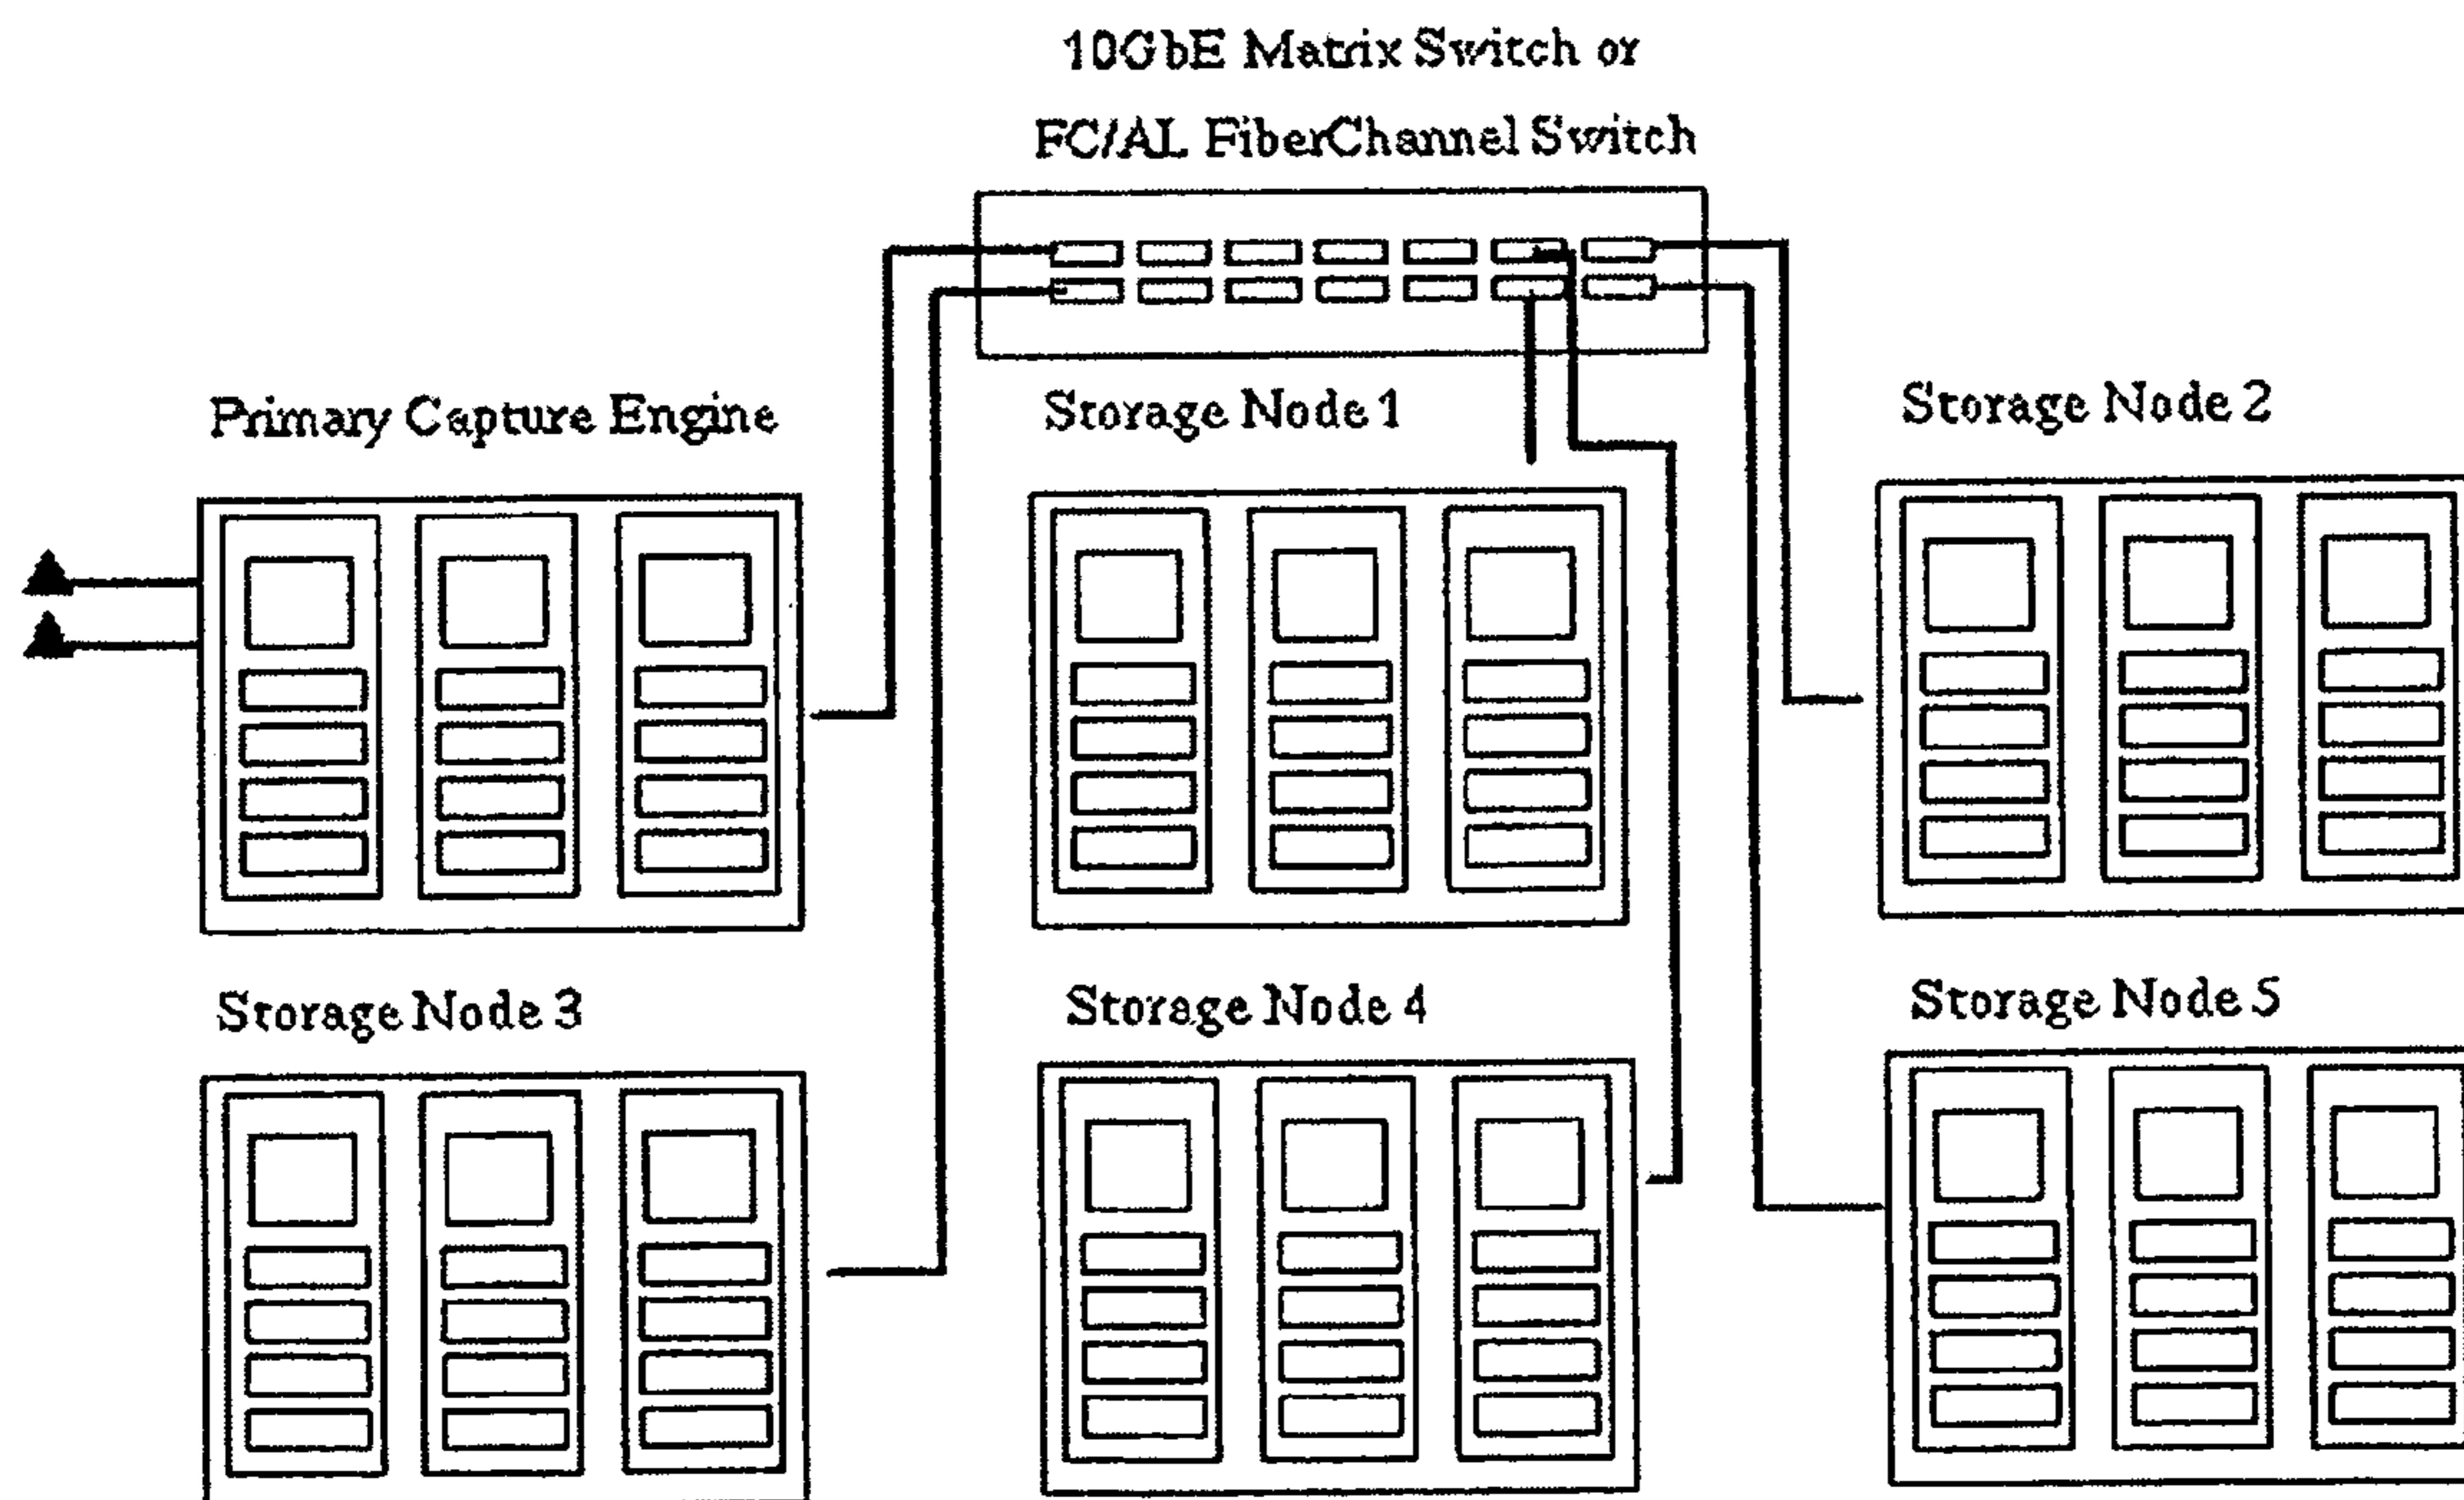 10GbE Matrix Switch or
FC/AL FiberChannel Switch
Primary Capture Engine
Storage Node 1
Storage Node 2
Storage Node 3
Storage Node 4
Storage Node 5